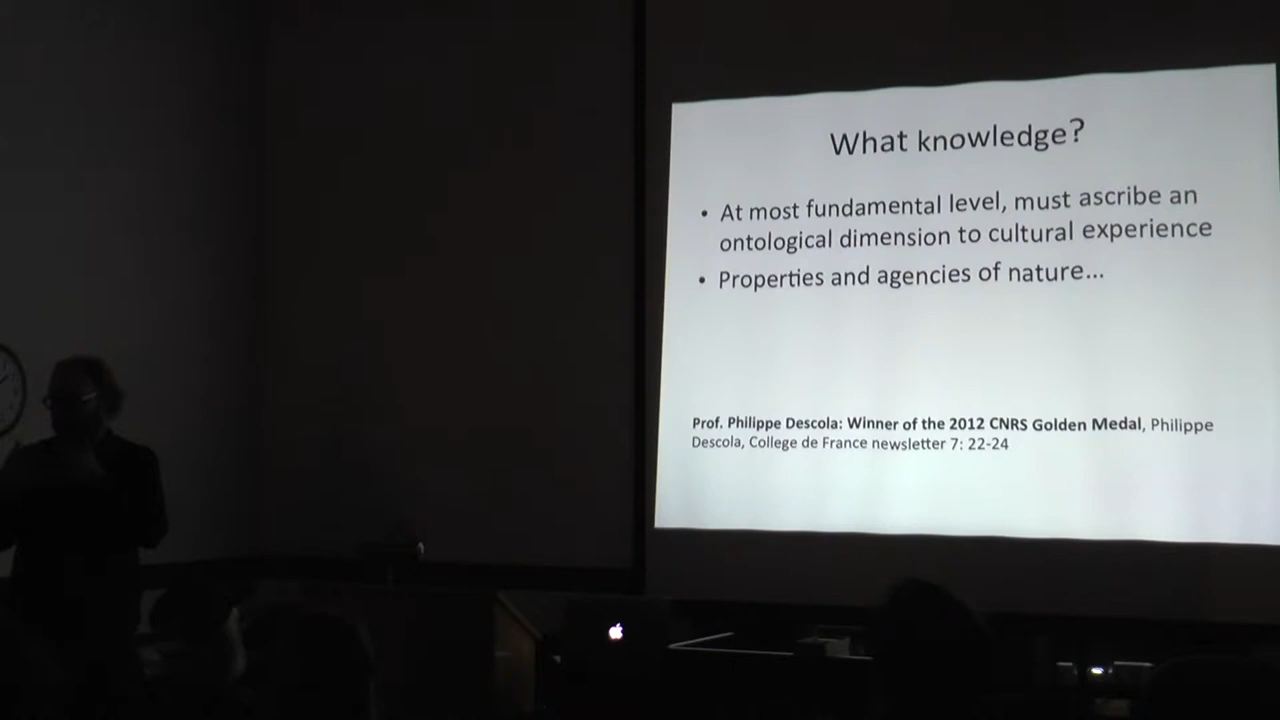 What knowledge?
• At most fundamental level, must ascribe an
ontological dimension to cultural experience
• Properties and agencies of nature...
Prof. Philippe Descola: Winner of the 2012 CNRS Golden Medal, Philippe
Descola, College de France newsletter 7: 22-24